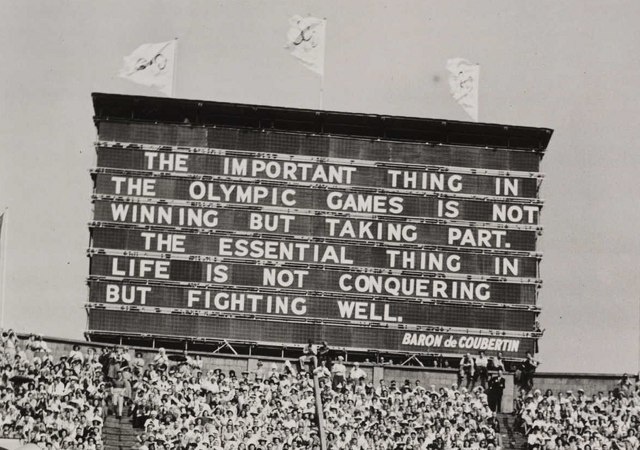 THE IMPORTANT THING IN
THE OLYMPIC GAMES IS NOT
WINNING BUT TAKING PART.
THE ESSENTIAL THING IN
LIFE IS NOT CONQUERING
BUT FIGHTING WELL.
BARON de COUBERTIN